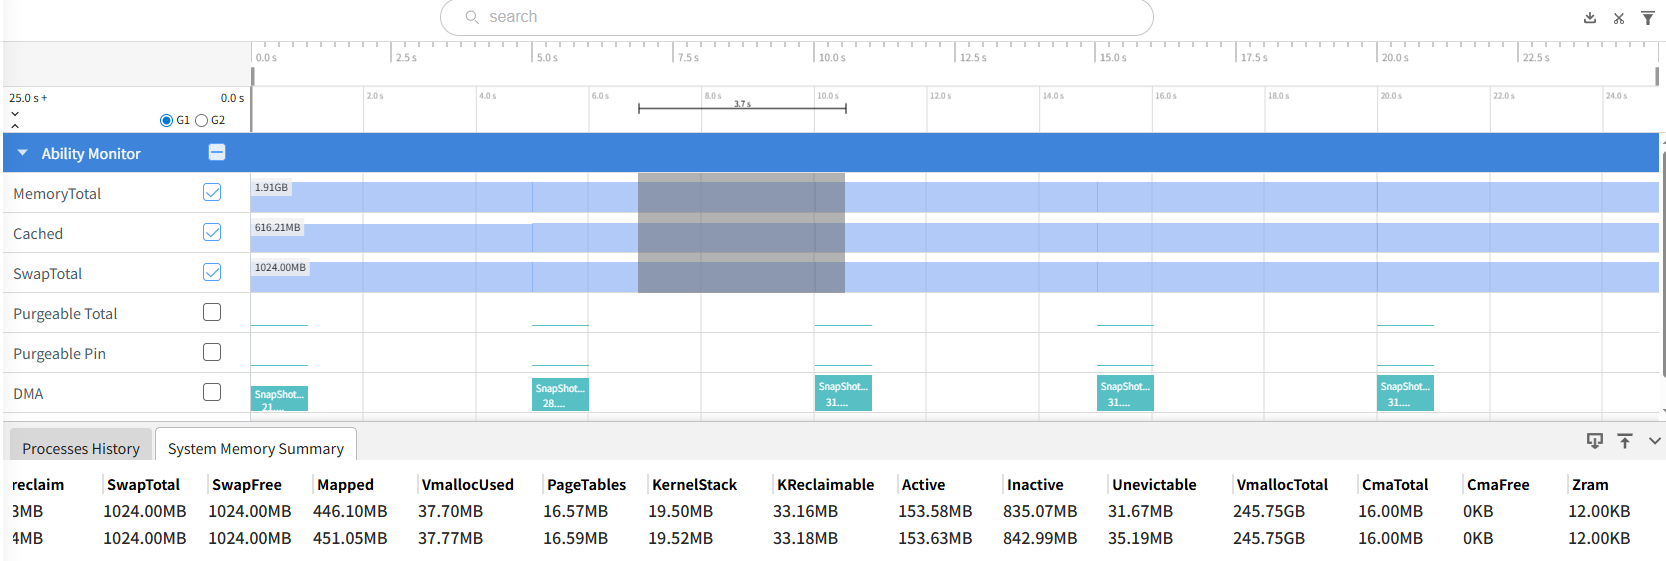 search
0.0 s 2.5 s 5.0 s 7.5 s 10.0 s 12.5 s 15.0 s 17.5 s 20.0 s 22.5 s
25.0 s + 0.0 s 2.0 s 4.0 s 6.0 s 8.0 s 10.0 s 12.0 s 14.0 s 16.0 s 18.0 s 20.0 s 22.0 s 24.0 s
3.7 s
G1 G2
Ability Monitor
MemoryTotal 1.91GB
Cached 616.21MB
SwapTotal 1024.00MB
Purgeable Total
Purgeable Pin
DMA
SnapShot... SnapShot... SnapShot... SnapShot... SnapShot...
21.... 28.... 31.... 31.... 31....
Processes History System Memory Summary
reclaim SwapTotal SwapFree Mapped VmallocUsed PageTables KernelStack KReclaimable Active Inactive Unevictable VmallocTotal CmaTotal CmaFree Zram
3MB 1024.00MB 1024.00MB 446.10MB 37.70MB 16.57MB 19.50MB 33.16MB 153.58MB 835.07MB 31.67MB 245.75GB 16.00MB 0KB 12.00KB
4MB 1024.00MB 1024.00MB 451.05MB 37.77MB 16.59MB 19.52MB 33.18MB 153.63MB 842.99MB 35.19MB 245.75GB 16.00MB 0KB 12.00KB